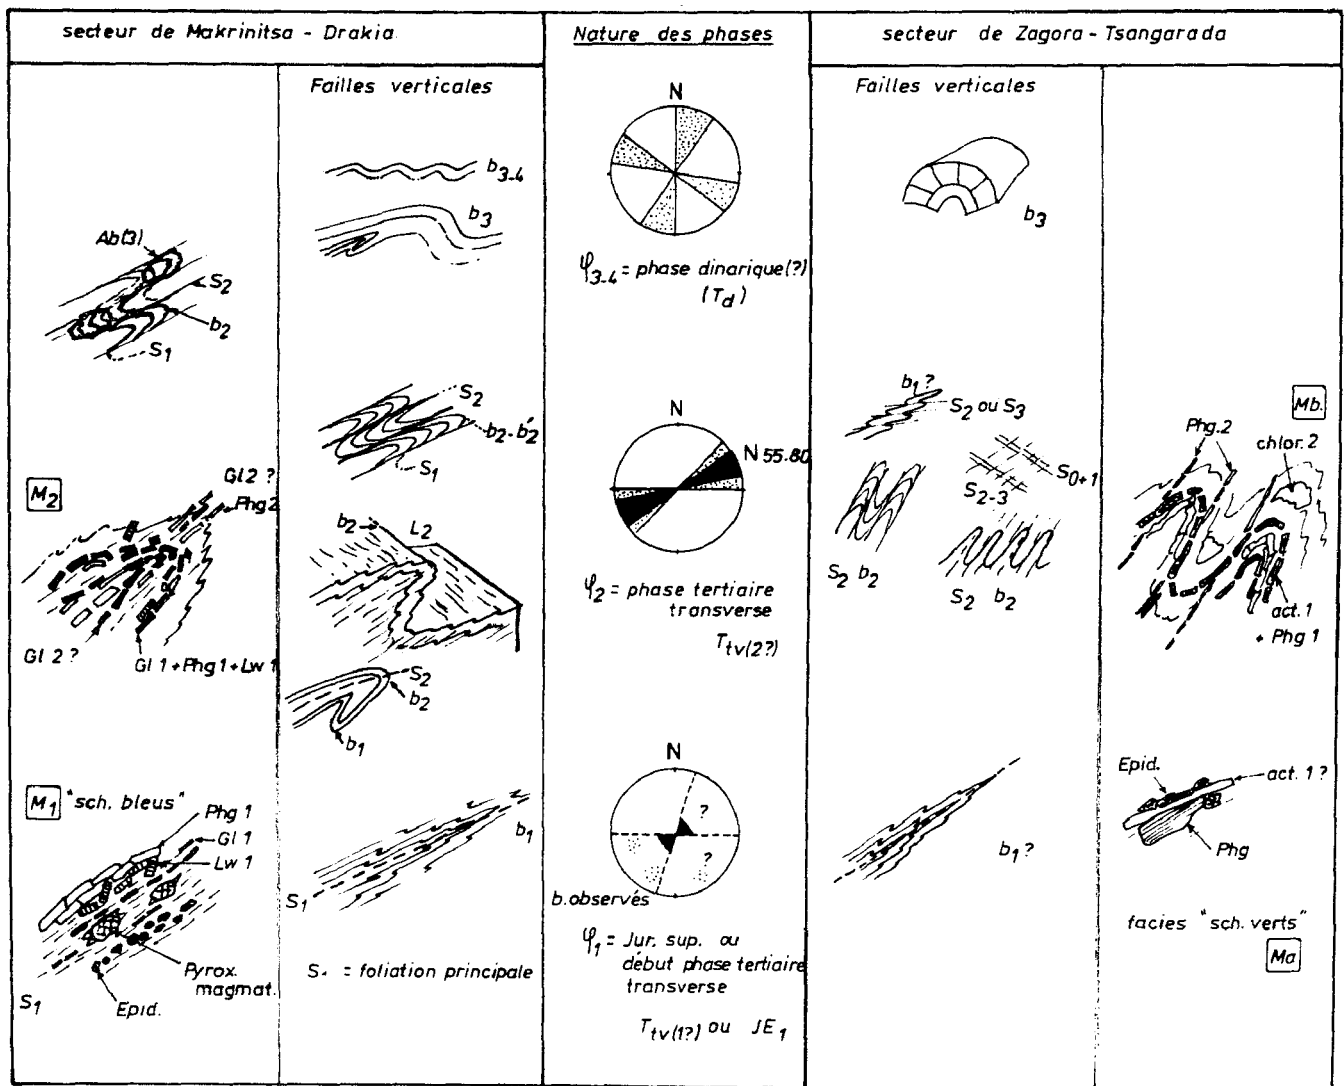 secteur de Makrinitsa - Drakia
Nature des phases
secteur de Zagora - Tsangarada
Failles verticales
b3-4
b3
Ab(3)
S2
b2
S1
S2
b2-b'2
S1
M2
Gl 2 ?
Phg 2
Gl 2 ?
Gl 1 + Phg 1 + Lw 1
b2
L2
S2
b2
b1
M1 "sch. bleus"
Phg 1
Gl 1
Lw 1
Pyrox. magmat.
Epid.
S1
b1
S1
S1 = foliation principale
N
φ3-4 = phase dinarique(?)
(Td)
N
N 55.80
φ2 = phase tertiaire
transverse
Ttv(2?)
N
?
?
b.observés
φ1 = Jur. sup. ou
début phase tertiaire
transverse
Ttv(1?) ou JE1
Failles verticales
b3
b1 ?
S2 ou S3
S0+1
S2-3
S2 b2
S2 b2
b1 ?
Mb.
Phg.2
chlor. 2
act. 1
+ Phg 1
Epid.
act. 1 ?
Phg
facies "sch. verts"
Ma